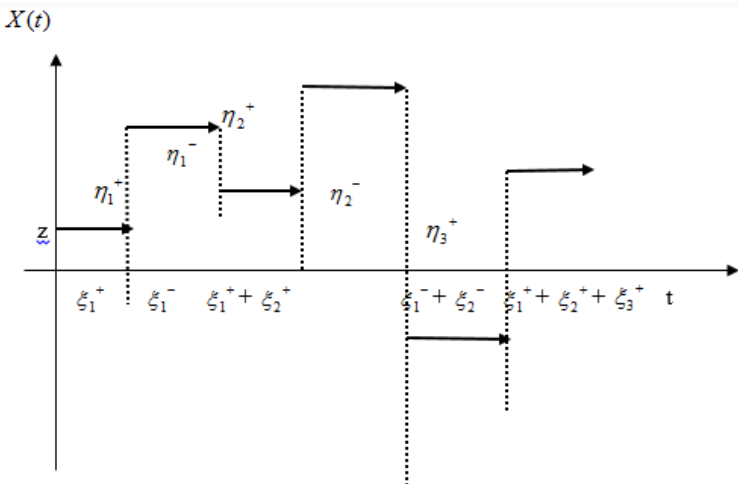 X(t)
η₂⁺
η₁⁻
η₁⁺
η₂⁻
z
η₃⁺
ξ₁⁺ ξ₁⁻ ξ₁⁺ + ξ₂⁺ ξ₁⁻ + ξ₂⁻ ξ₁⁺ + ξ₂⁺ + ξ₃⁺ t